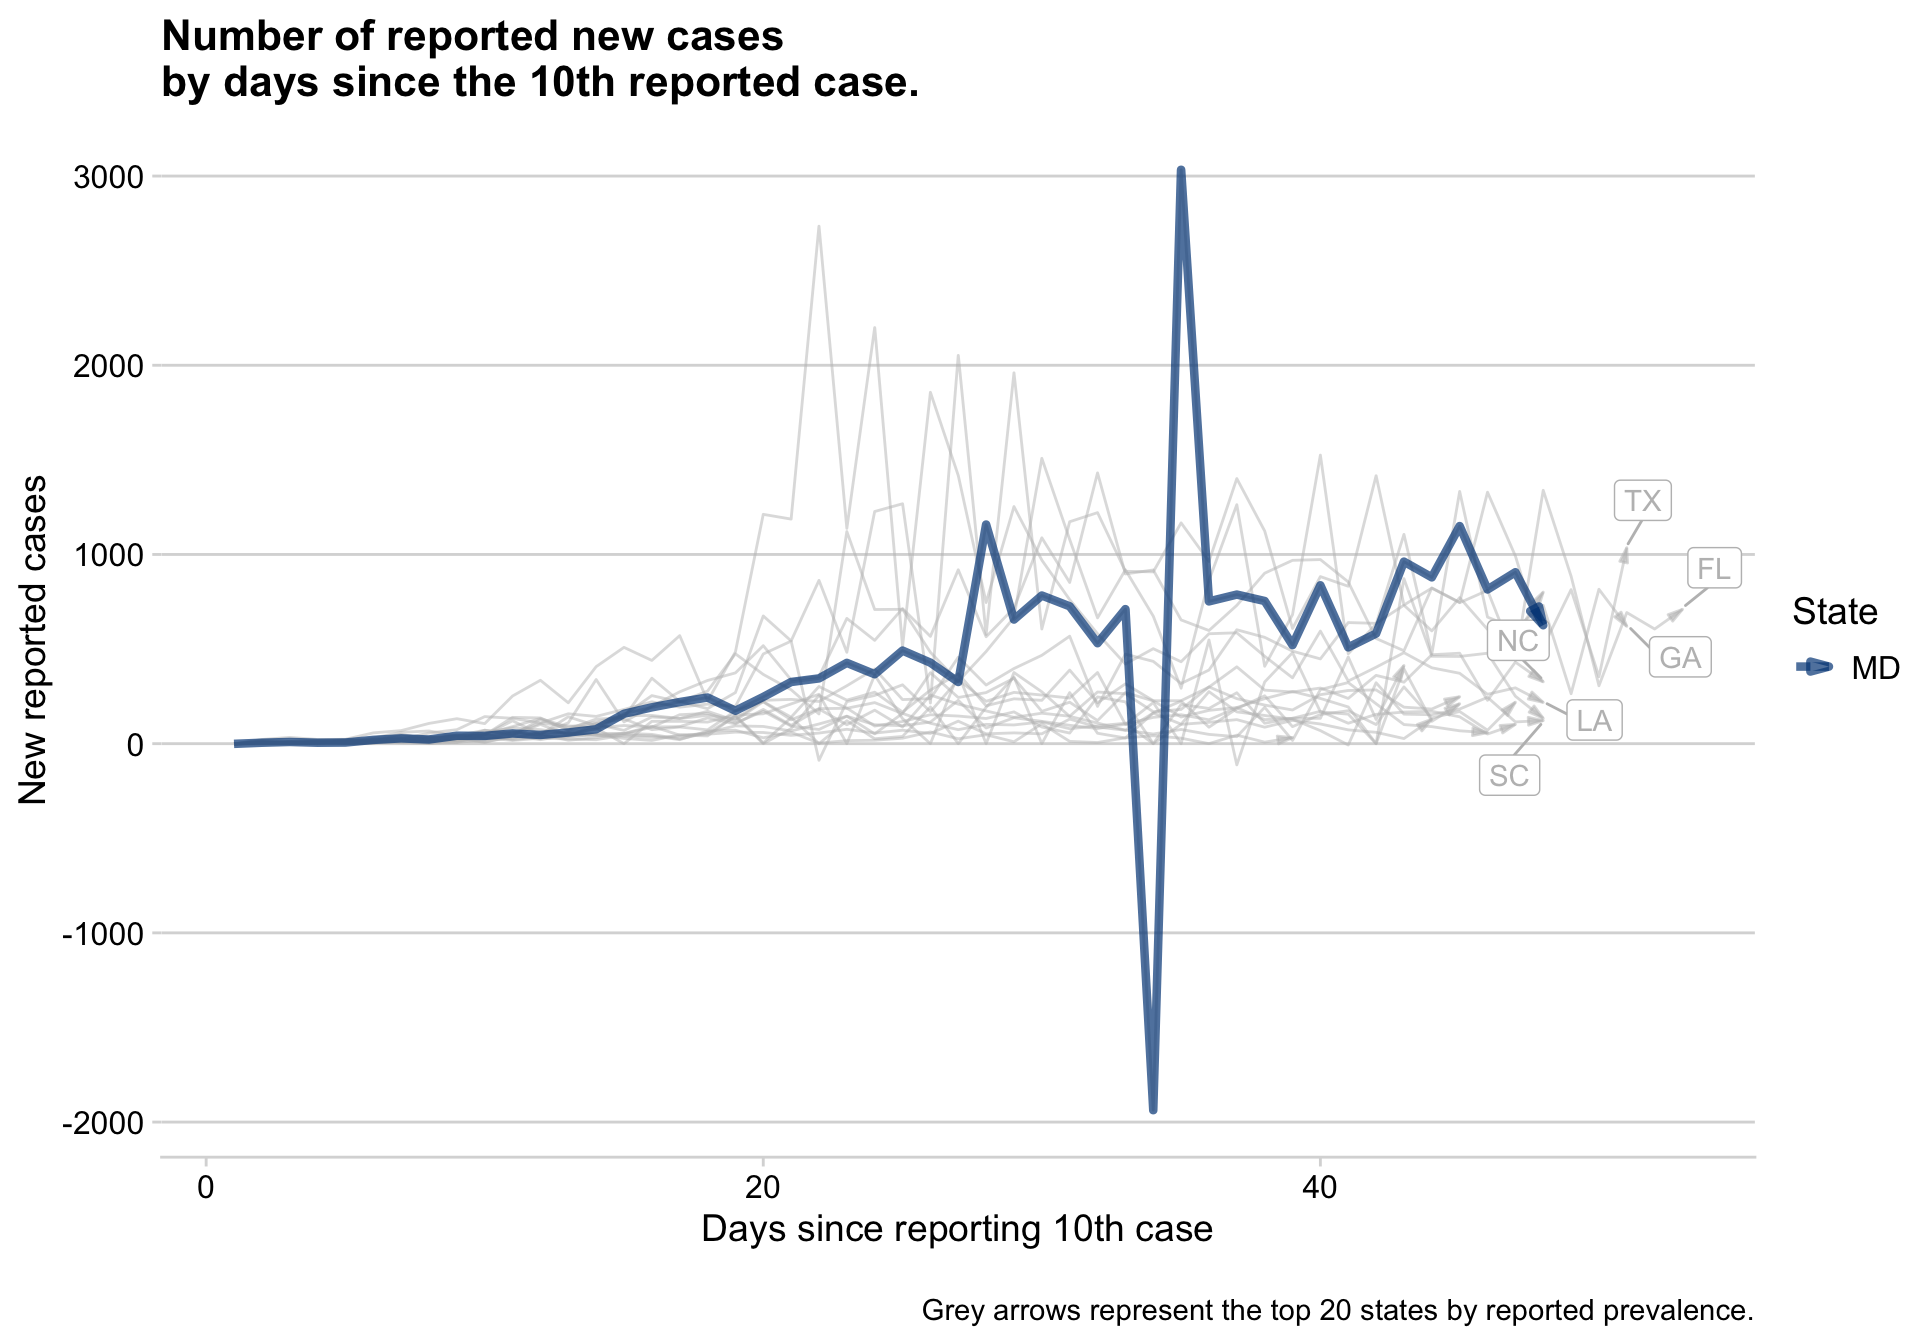 Number of reported new cases
by days since the 10th reported case.
New reported cases
3000
2000
1000
0
-1000
-2000
TX
FL
NC
GA
LA
SC
State
MD
0
20
40
Days since reporting 10th case
Grey arrows represent the top 20 states by reported prevalence.